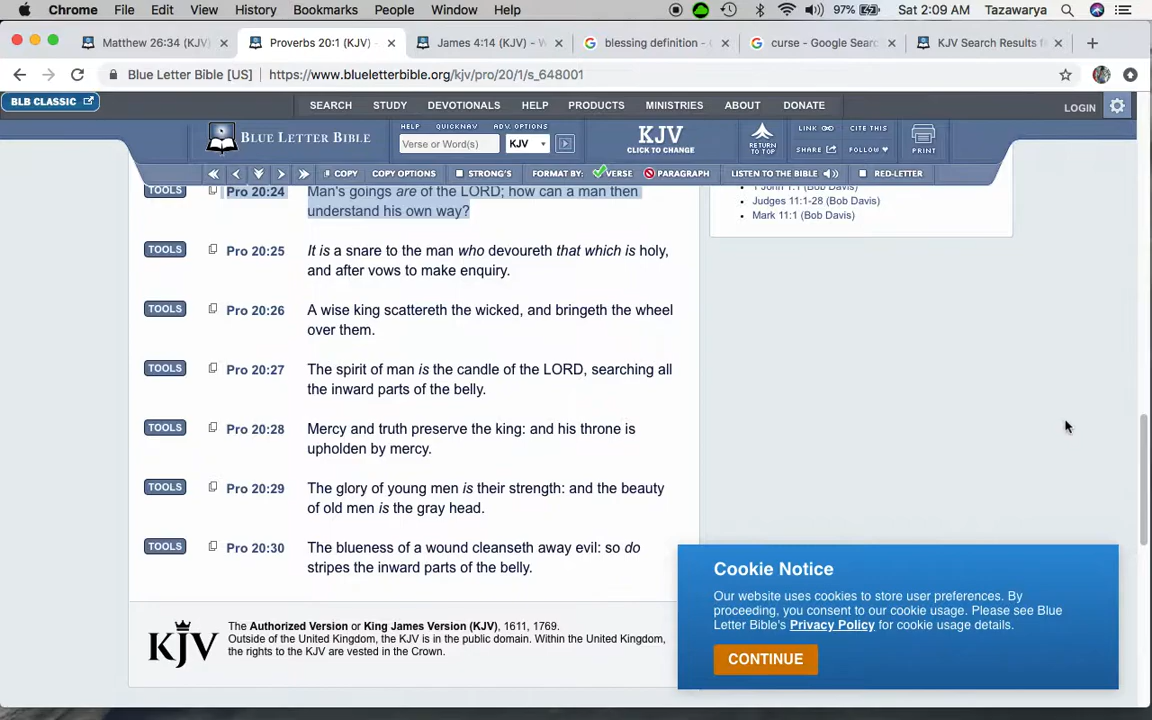 Chrome File Edit View History Bookmarks People Window Help 97% Sat 2:09 AM Tazawarya
Matthew 26:34 (KJV) × Proverbs 20:1 (KJV) - × James 4:14 (KJV) - W × blessing definition - × curse - Google Sear × KJV Search Results f × +
Blue Letter Bible [US] https://www.blueletterbible.org/kjv/pro/20/1/s_648001
BLB CLASSIC SEARCH STUDY DEVOTIONALS HELP PRODUCTS MINISTRIES ABOUT DONATE LOGIN
BLUE LETTER BIBLE
HELP QUICKNAV ADV. OPTIONS
Verse or Word(s) KJV
KJV
CLICK TO CHANGE
RETURN
TO TOP
LINK CITE THIS
SHARE FOLLOW
PRINT
COPY COPY OPTIONS STRONG'S FORMAT BY: VERSE PARAGRAPH LISTEN TO THE BIBLE RED-LETTER
TOOLS Pro 20:24 Man's goings are of the LORD; how can a man then
understand his own way?
TOOLS Pro 20:25 It is a snare to the man who devoureth that which is holy,
and after vows to make enquiry.
TOOLS Pro 20:26 A wise king scattereth the wicked, and bringeth the wheel
over them.
TOOLS Pro 20:27 The spirit of man is the candle of the LORD, searching all
the inward parts of the belly.
TOOLS Pro 20:28 Mercy and truth preserve the king: and his throne is
upholden by mercy.
TOOLS Pro 20:29 The glory of young men is their strength: and the beauty
of old men is the gray head.
TOOLS Pro 20:30 The blueness of a wound cleanseth away evil: so do
stripes the inward parts of the belly.
1 John 1:1 (Bob Davis)
Judges 11:1-28 (Bob Davis)
Mark 11:1 (Bob Davis)
KJV
The Authorized Version or King James Version (KJV), 1611, 1769.
Outside of the United Kingdom, the KJV is in the public domain. Within the United Kingdom,
the rights to the KJV are vested in the Crown.
Cookie Notice
Our website uses cookies to store user preferences. By
proceeding, you consent to our cookie usage. Please see Blue
Letter Bible's Privacy Policy for cookie usage details.
CONTINUE